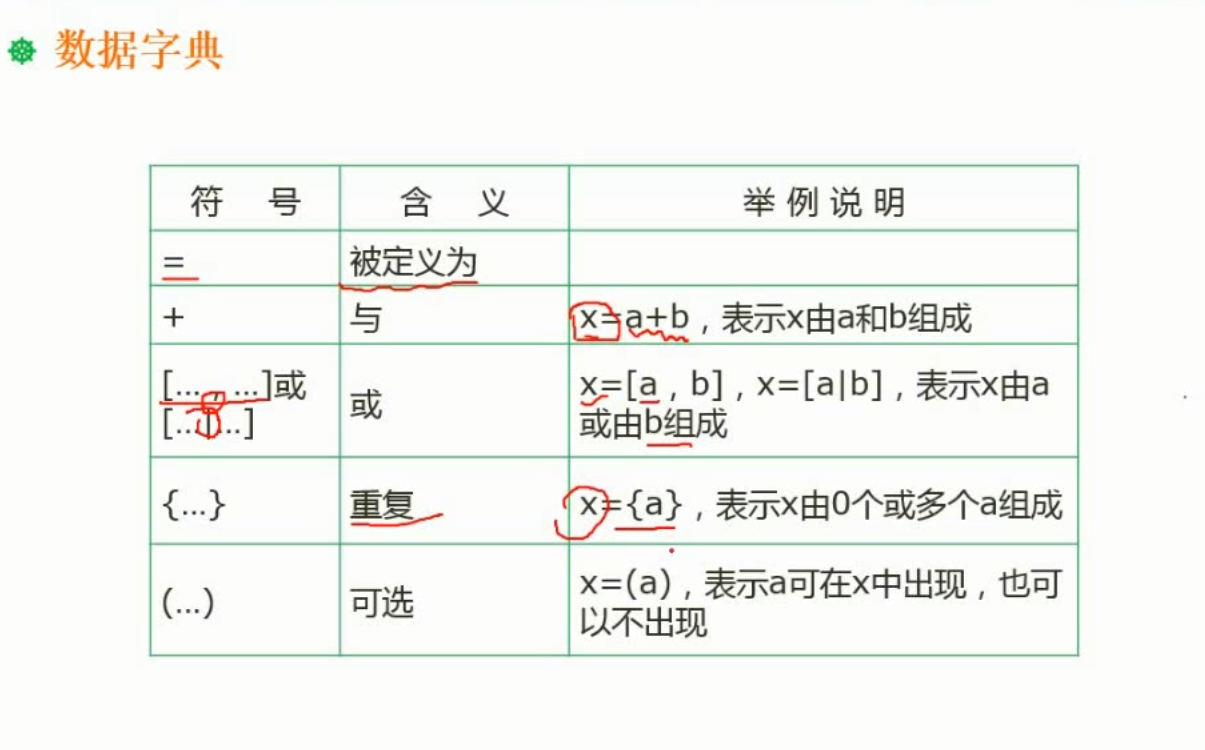 数据字典
符 号 含 义 举例说明
= 被定义为
+ 与 x=a+b，表示x由a和b组成
[…，…]或
[…|…]
或
x=[a，b]，x=[a|b]，表示x由a
或由b组成
{…} 重复 x={a}，表示x由0个或多个a组成
(…) 可选
x=(a)，表示a可在x中出现，也可
以不出现